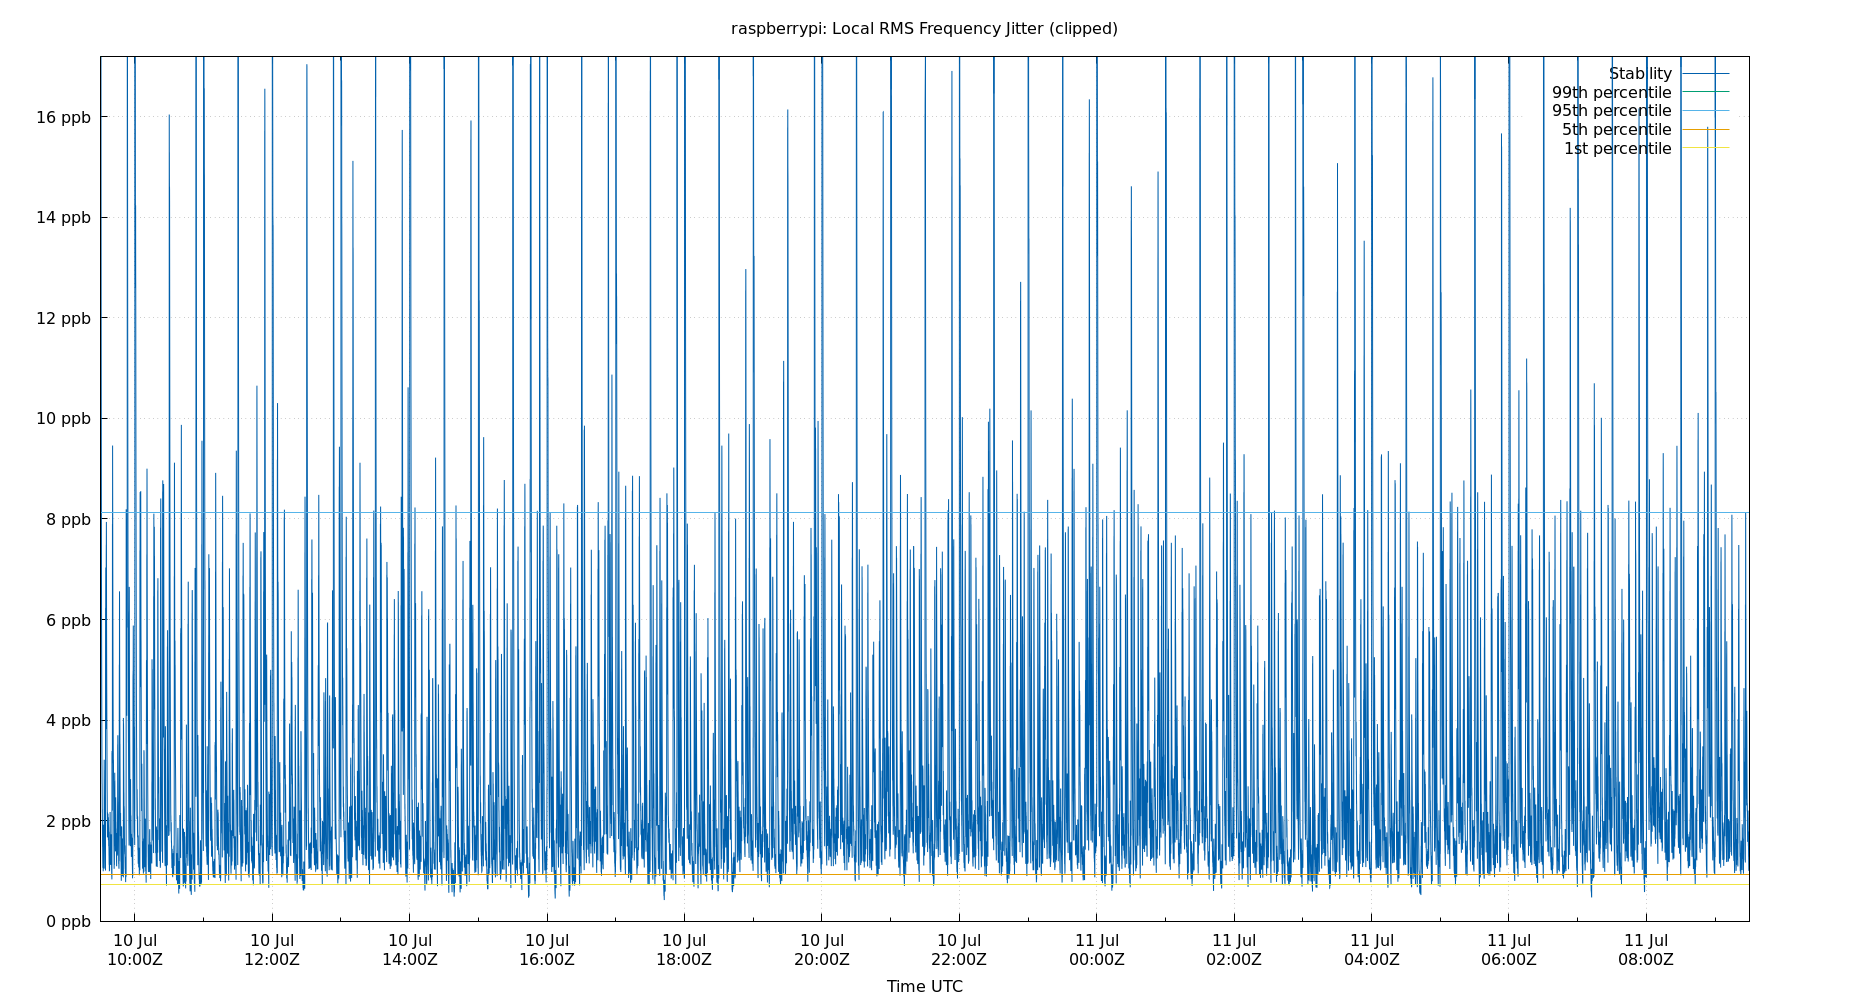 raspberrypi: Local RMS Frequency Jitter (clipped)
Stability
99th percentile
95th percentile
5th percentile
1st percentile
16 ppb
14 ppb
12 ppb
10 ppb
8 ppb
6 ppb
4 ppb
2 ppb
0 ppb
10 Jul 10 Jul 10 Jul 10 Jul 10 Jul 10 Jul 10 Jul 11 Jul 11 Jul 11 Jul 11 Jul 11 Jul
10:00Z 12:00Z 14:00Z 16:00Z 18:00Z 20:00Z 22:00Z 00:00Z 02:00Z 04:00Z 06:00Z 08:00Z
Time UTC